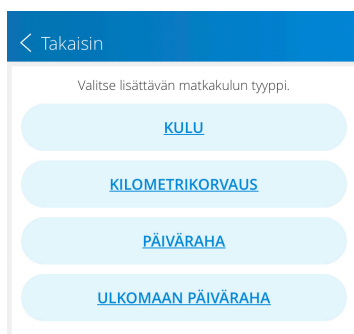 Takaisin
Valitse lisättävän matkakulun tyyppi.
KULU
KILOMETRIKORVAUS
PÄIVÄRAHA
ULKOMAAN PÄIVÄRAHA